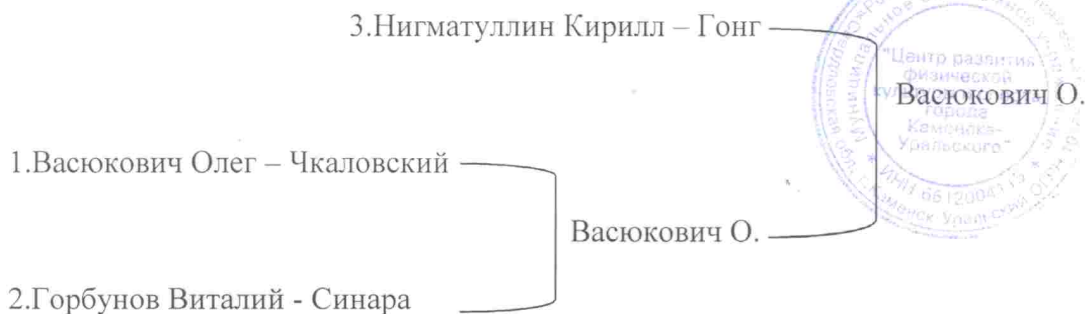 3.Нигматуллин Кирилл – Гонг
Васюкович О.
1.Васюкович Олег – Чкаловский
Васюкович О.
2.Горбунов Виталий - Синара
Муниципальное
"Центр развития
физической
города
Каменска-
Уральского"